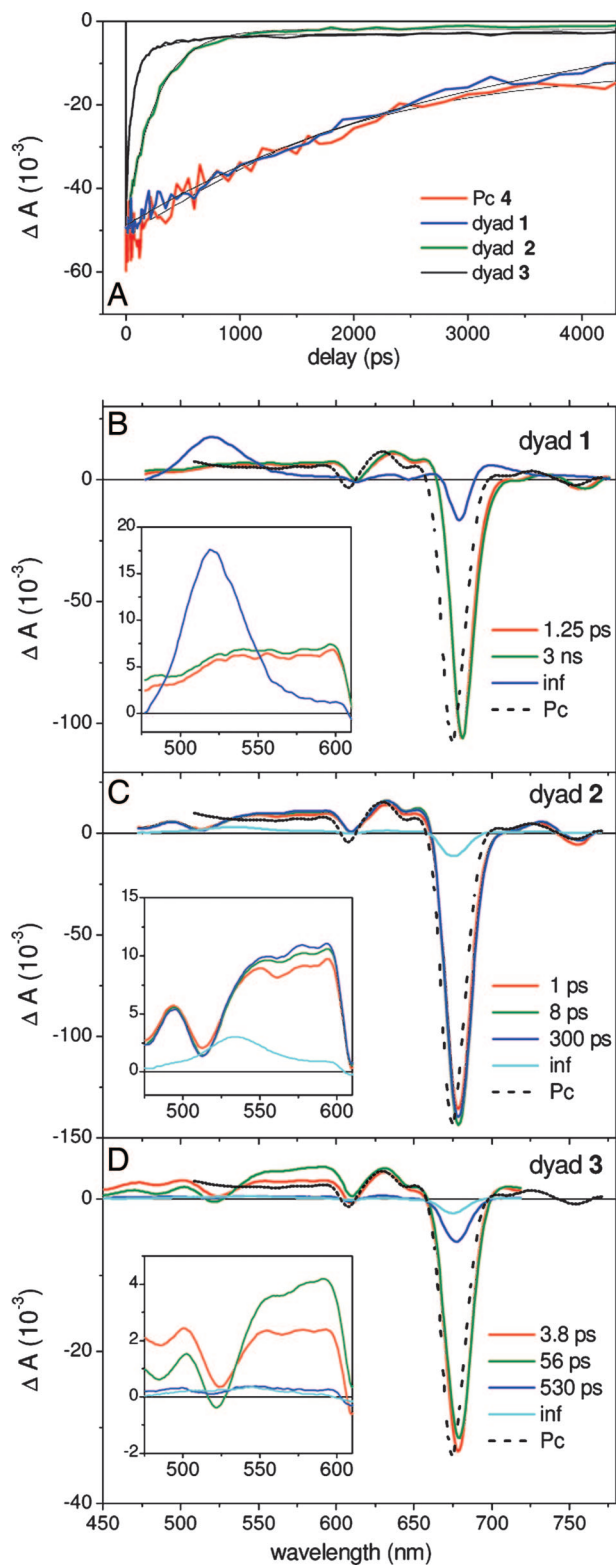 0
-20
-40
-60
Δ A (10⁻³)
Pc 4
dyad 1
dyad 2
dyad 3
A
0 1000 2000 3000 4000
delay (ps)
B
dyad 1
0
-50
-100
Δ A (10⁻³)
20
15
10
5
0
500 550 600
1.25 ps
3 ns
inf
Pc
C
dyad 2
0
-50
-100
-150
Δ A (10⁻³)
15
10
5
0
500 550 600
1 ps
8 ps
300 ps
inf
Pc
D
dyad 3
0
-20
-40
Δ A (10⁻³)
4
2
0
-2
500 550 600
3.8 ps
56 ps
530 ps
inf
Pc
450 500 550 600 650 700 750
wavelength (nm)